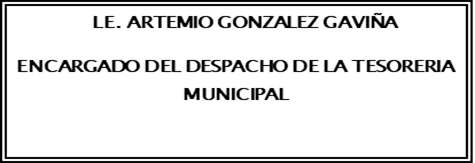 LE. ARTEMIO GONZALEZ GAVIÑA
ENCARGADO DEL DESPACHO DE LA TESORERIA
MUNICIPAL